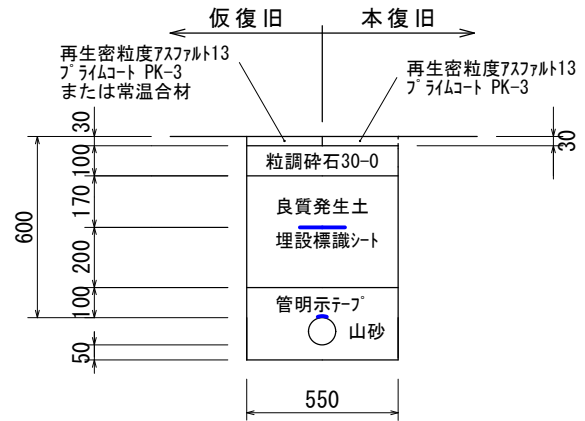 仮復旧
本復旧
再生密粒度ｱｽﾌｧﾙﾄ13
ﾌﾟﾗｲﾑｺｰﾄ PK-3
または常温合材
再生密粒度ｱｽﾌｧﾙﾄ13
ﾌﾟﾗｲﾑｺｰﾄ PK-3
30
30
100
粒調砕石30-0
170
良質発生土
600
埋設標識ｼｰﾄ
200
100
管明示ﾃｰﾌﾟ
山砂
50
550